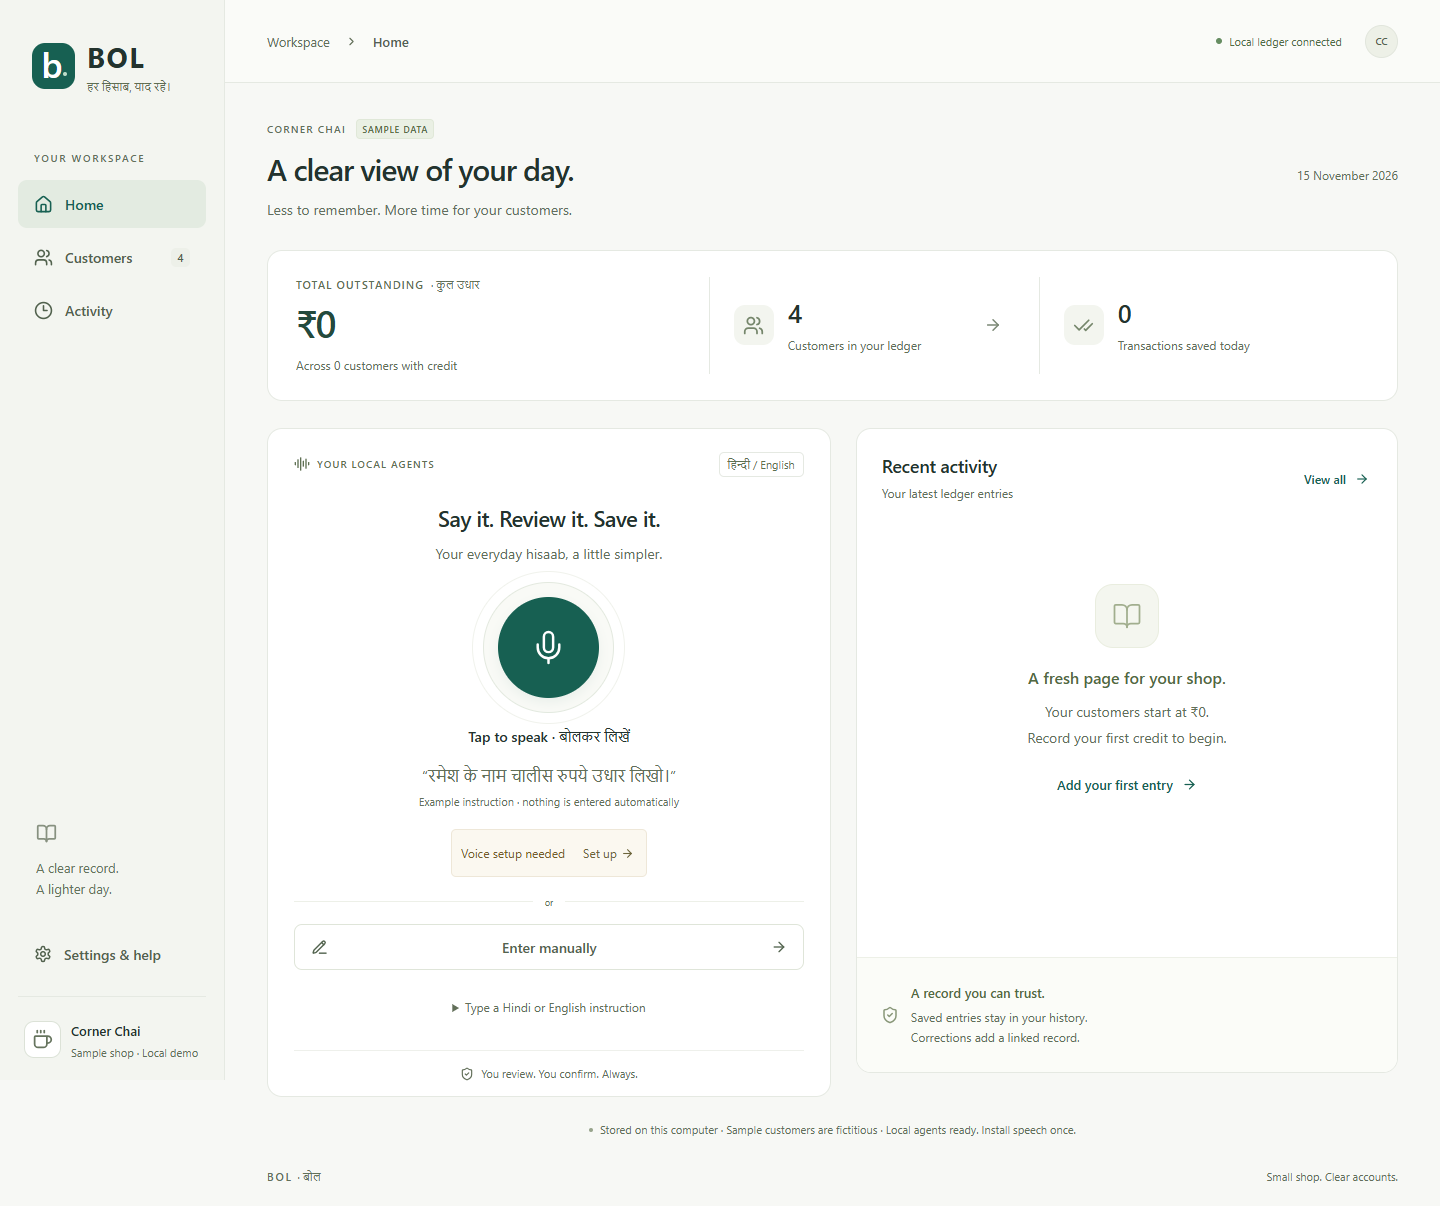 b.
BOL
हर हिसाब, याद रहे।
YOUR WORKSPACE
Home
Customers 4
Activity
A clear record.
A lighter day.
Settings & help
Corner Chai
Sample shop · Local demo
Workspace > Home
Local ledger connected
CC
CORNER CHAI SAMPLE DATA
A clear view of your day.
Less to remember. More time for your customers.
15 November 2026
TOTAL OUTSTANDING · कुल उधार
₹0
Across 0 customers with credit
4
Customers in your ledger
0
Transactions saved today
YOUR LOCAL AGENTS
हिन्दी / English
Say it. Review it. Save it.
Your everyday hisaab, a little simpler.
Tap to speak · बोलकर लिखें
“रमेश के नाम चालीस रुपये उधार लिखो।”
Example instruction · nothing is entered automatically
Voice setup needed Set up
or
Enter manually
Type a Hindi or English instruction
You review. You confirm. Always.
Recent activity
Your latest ledger entries
View all
A fresh page for your shop.
Your customers start at ₹0.
Record your first credit to begin.
Add your first entry
A record you can trust.
Saved entries stay in your history.
Corrections add a linked record.
Stored on this computer · Sample customers are fictitious · Local agents ready. Install speech once.
BOL · बोल
Small shop. Clear accounts.